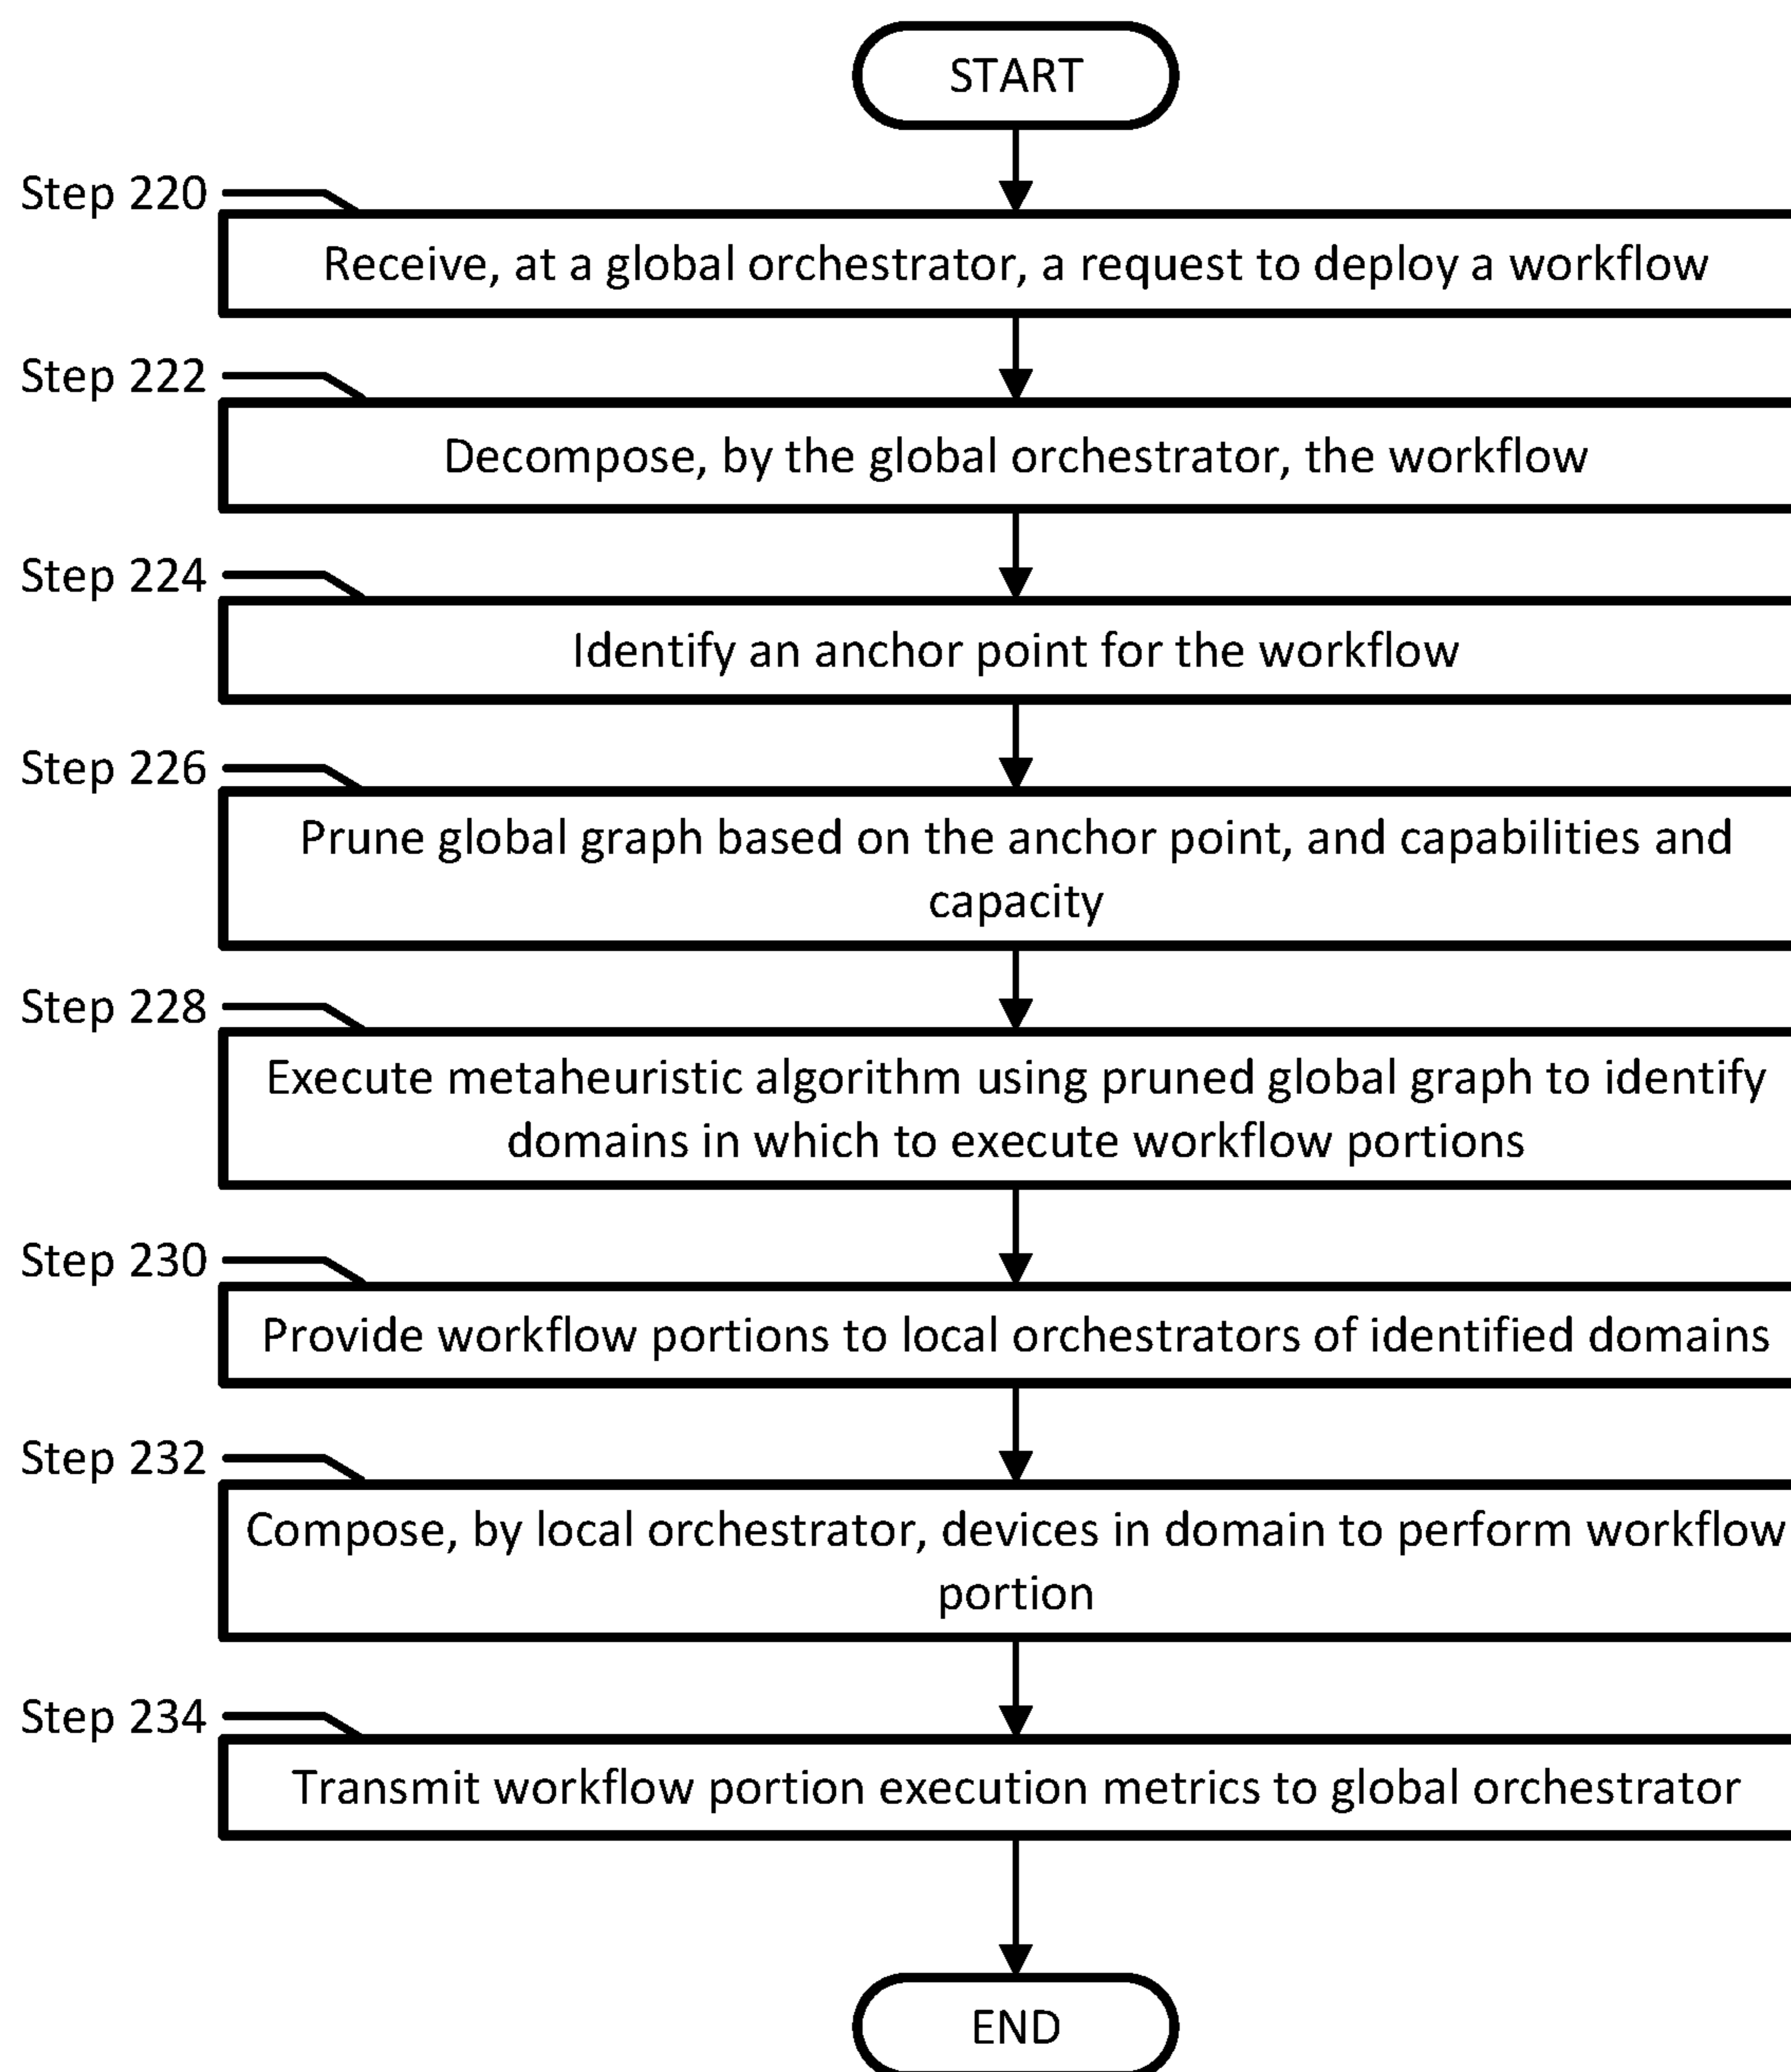 START
Step 220
Receive, at a global orchestrator, a request to deploy a workflow
Step 222
Decompose, by the global orchestrator, the workflow
Step 224
Identify an anchor point for the workflow
Step 226
Prune global graph based on the anchor point, and capabilities and
capacity
Step 228
Execute metaheuristic algorithm using pruned global graph to identify
domains in which to execute workflow portions
Step 230
Provide workflow portions to local orchestrators of identified domains
Step 232
Compose, by local orchestrator, devices in domain to perform workflow
portion
Step 234
Transmit workflow portion execution metrics to global orchestrator
END